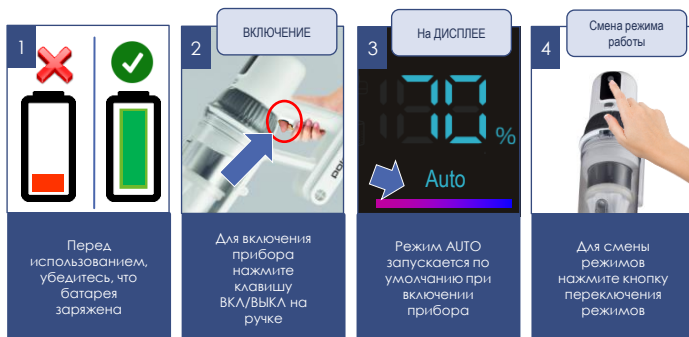 1
Перед
использованием,
убедитесь, что
батарея
заряжена
2
ВКЛЮЧЕНИЕ
Для включения
прибора
нажмите
клавишу
ВКЛ/ВЫКЛ на
ручке
3
На ДИСПЛЕЕ
70%
Auto
Режим AUTO
запускается по
умолчанию при
включении
прибора
4
Смена режима
работы
Для смены
режимов
нажмите кнопку
переключения
режимов